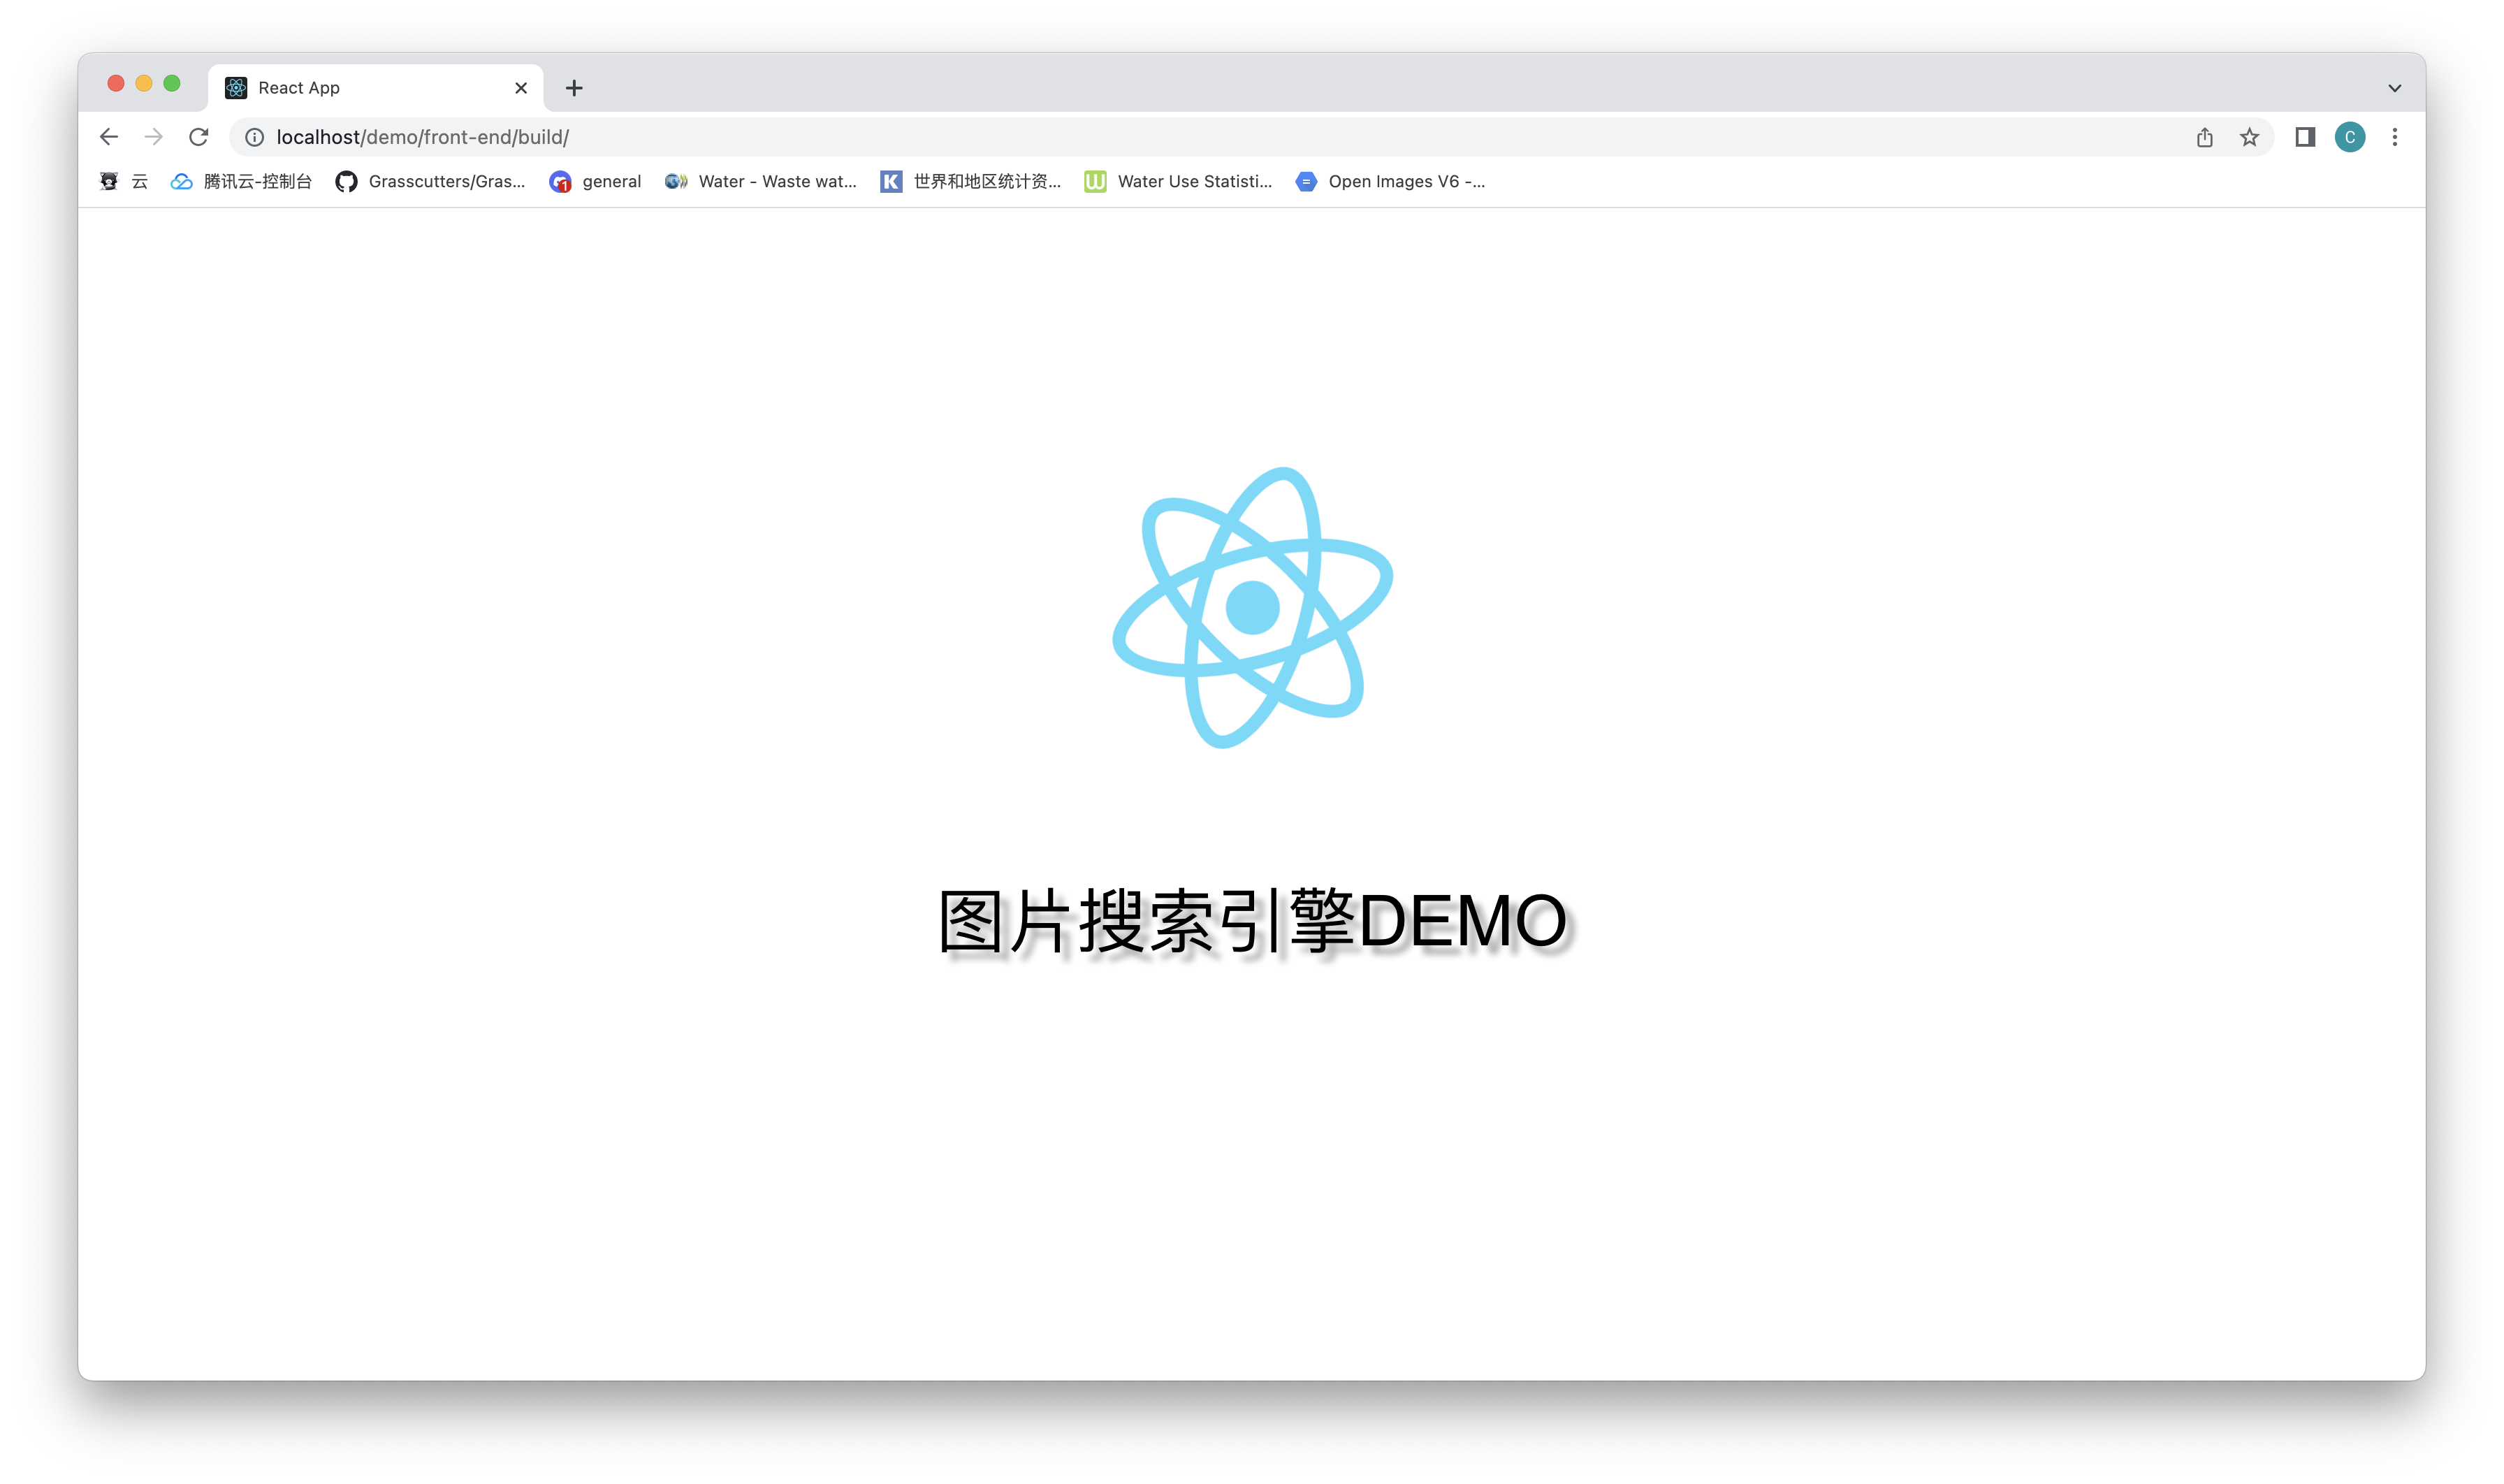 React App
localhost/demo/front-end/build/
C
云 腾讯云-控制台 Grasscutters/Gras... general Water - Waste wat... 世界和地区统计资... Water Use Statisti... Open Images V6 -...
图片搜索引擎DEMO